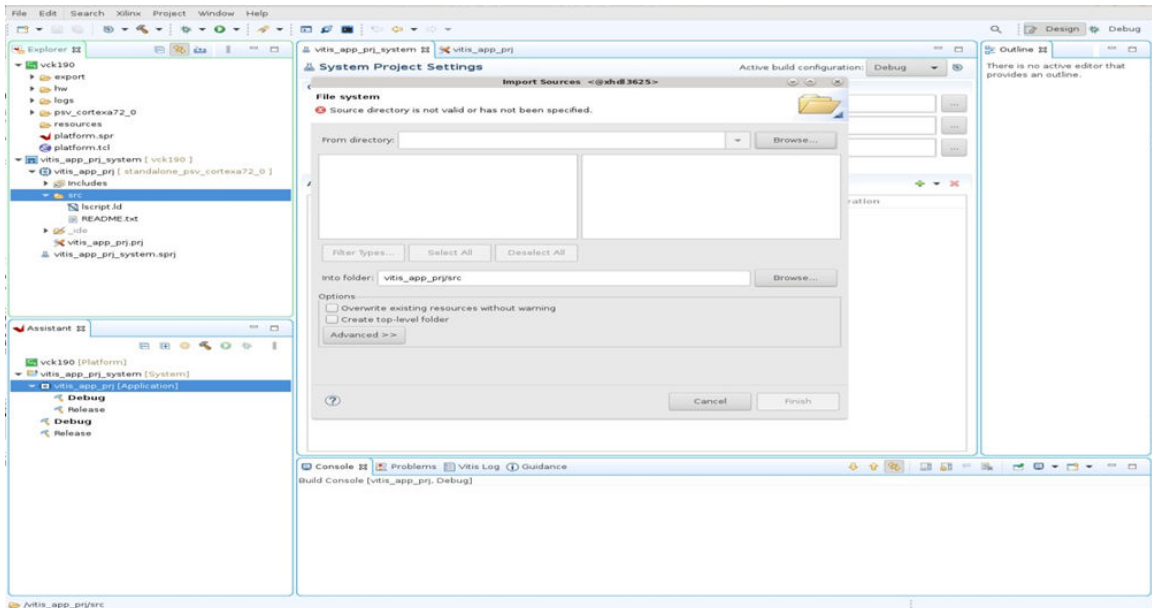 File Edit Search Xilinx Project Window Help
Design Debug
Explorer
vck190
export
hw
logs
psv_cortexa72_0
resources
platform.spr
platform.tcl
vitis_app_prj_system [ vck190 ]
vitis_app_prj [ standalone_psv_cortexa72_0 ]
Includes
src
lscript.ld
README.txt
_ide
vitis_app_prj.prj
vitis_app_prj_system.sprj
Assistant
vck190 [Platform]
vitis_app_prj_system [System]
vitis_app_prj [Application]
Debug
Release
Debug
Release
vitis_app_prj_system vitis_app_prj
System Project Settings Active build configuration: Debug
Import Sources <@xhdl3625>
File system
Source directory is not valid or has not been specified.
From directory: Browse...
Filter Types... Select All Deselect All
Into folder: vitis_app_prj/src Browse...
Options
Overwrite existing resources without warning
Create top-level folder
Advanced >>
Cancel Finish
ration
Outline
There is no active editor that
provides an outline.
Console Problems Vitis Log Guidance
Build Console [vitis_app_prj, Debug]
/vitis_app_prj/src